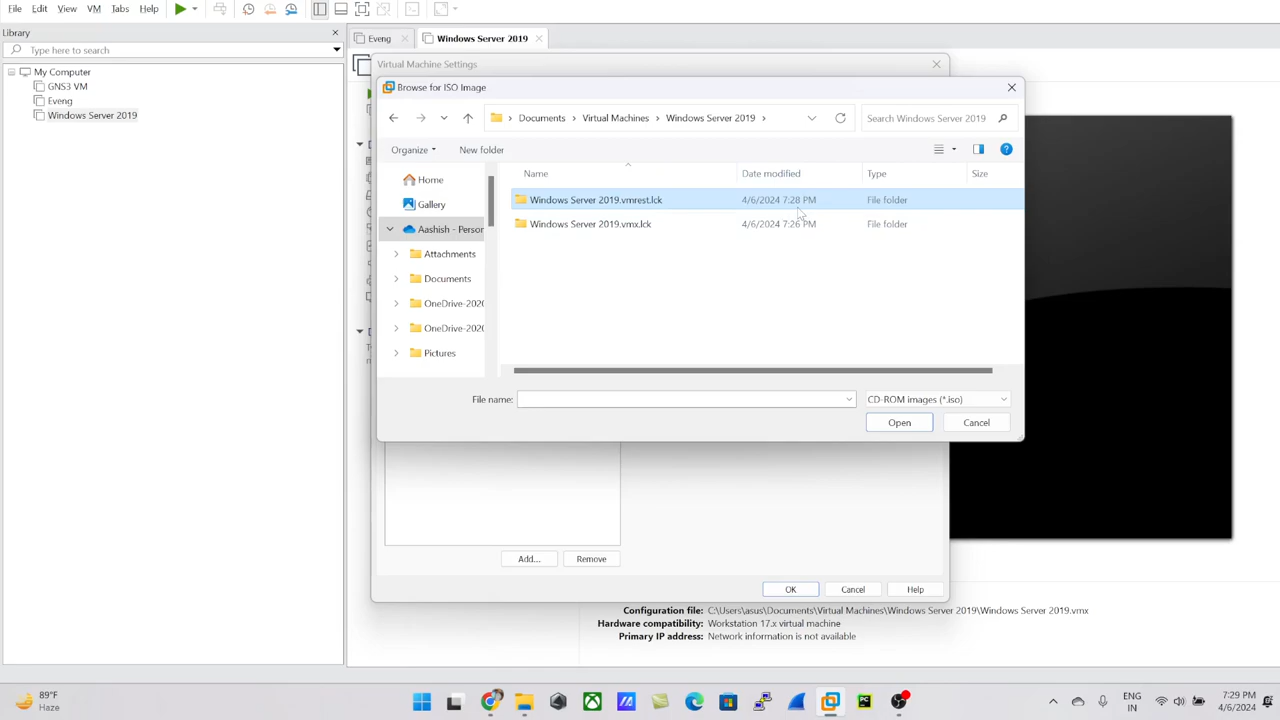 File Edit View VM Tabs Help
Library
Type here to search
My Computer
GNS3 VM
Eveng
Windows Server 2019
Eveng
Windows Server 2019
Virtual Machine Settings
Browse for ISO Image
Documents Virtual Machines Windows Server 2019
Search Windows Server 2019
Organize New folder
Home
Gallery
Aashish - Person
Attachments
Documents
OneDrive-2020
OneDrive-2020
Pictures
Name Date modified Type Size
Windows Server 2019.vmrest.lck 4/6/2024 7:28 PM File folder
Windows Server 2019.vmx.lck 4/6/2024 7:26 PM File folder
File name: CD-ROM images (*.iso)
Open Cancel
Add... Remove
OK Cancel Help
Configuration file: C:\Users\asus\Documents\Virtual Machines\Windows Server 2019\Windows Server 2019.vmx
Hardware compatibility: Workstation 17.x virtual machine
Primary IP address: Network information is not available
89°F
Haze
ENG
IN
7:29 PM
4/6/2024